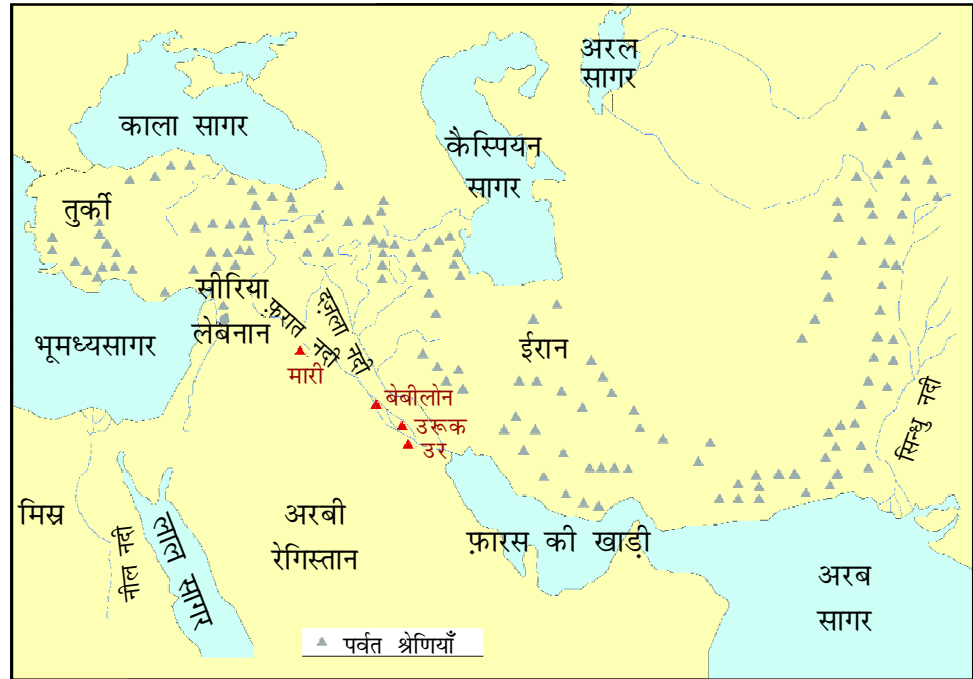 अरल
सागर
काला सागर
कैस्पियन
सागर
तुर्की
सीरिया
लेबनान
फ़रात नदी
दज़ला नदी
भूमध्यसागर
ईरान
मारी
बेबीलोन
उरूक
उर
सिन्धु नदी
मिस्र
नील नदी
लाल सागर
अरबी
रेगिस्तान
फ़ारस की खाड़ी
अरब
सागर
पर्वत श्रेणियाँ